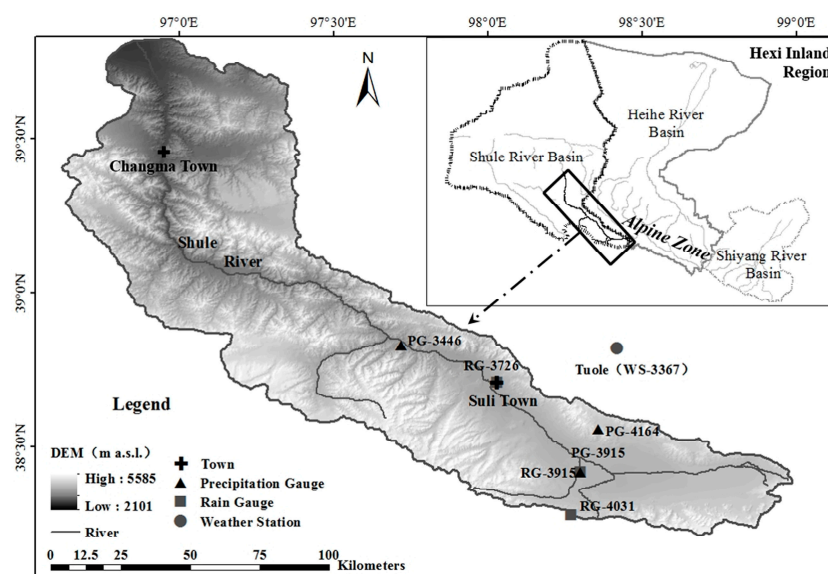 97°0'E 97°30'E 98°0'E 98°30'E 99°0'E
39°30'N
39°0'N
38°30'N
N
Hexi Inland
Region
Heihe River
Basin
Shule River Basin
Alpine Zone
Shiyang River
Basin
Changma Town
Shule
River
PG-3446
RG-3726
Suli Town
Tuole（WS-3367）
PG-4164
PG-3915
RG-3915
RG-4031
Legend
DEM（m a.s.l.）
High : 5585
Low : 2101
River
Town
Precipitation Gauge
Rain Gauge
Weather Station
0 12.5 25 50 75 100
Kilometers